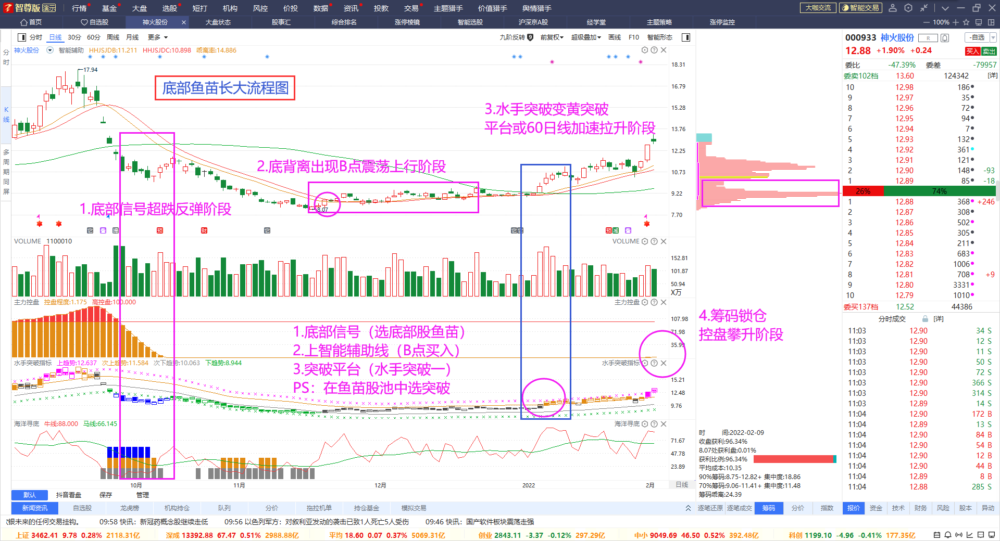 智尊版 演示 行情 基金 大盘 选股 短打 机构 风控 价投 数据 资讯 投教 交易 主题猎手 价值猎手 舆情猎手 大咖交流 智能交易
首页 自选股 神火股份 大盘状态 股事汇 综合排名 涨停棱镜 智能选股 沪深京A股 经学堂 主题策略 涨停监控 100%
分时 日线 30分 60分 周线 月线 更多 九阶反转 9 前复权 超级叠加 画线 F10 智能形态
神火股份 智能辅助 HHJSJDB:11.211 HHJSJDC:10.898 乖离率:14.886
分时
K线
多周期同屏
17.94
底部鱼苗长大流程图
3.水手突破变黄突破
平台或60日线加速拉升阶段
2.底背离出现B点震荡上行阶段
1.底部信号超跌反弹阶段
8.07
18.31
16.79
15.28
13.76
12.25
10.73
9.22
7.70
VOLUME 1100010 VOLUME
152.81
101.87
50.94
X万
主力控盘 控盘程度:1.175 高控盘:100.000 主力控盘
107.98
71.98
35.99
1.底部信号（选底部股鱼苗）
2.上智能辅助线（B点买入）
3.突破平台（水手突破一）
PS：在鱼苗股池中选突破
4.筹码锁仓
控盘攀升阶段
水手突破指标 上趋势:12.637 次上趋势:11.584 次下趋势:10.063 下趋势:8.944 水手突破指标
15.21
12.48
9.76
海洋寻底 牛线:88.000 马线:66.145 海洋寻底
71.67
47.78
23.89
10月 11月 12月 2022 2月 日线
默认 抖音看盘 保存 管理
新闻资讯 自选股 龙虎榜 机构持仓 队列 分价 拖拉机单 持仓基金 模拟交易
时 间:2022-02-09
收盘获利:96.34%
8.07处获利盘:0.01%
获利比例:96.34%
平均成本:10.35
90%筹码:8.75-12.82+ 集中度:18.86
70%筹码:9.06-11.41+ 集中度:11.48
筹码乖离:24.39
逐笔还原 逐笔成交 筹码 分价 指数
000933 神火股份 R -自选
12.88 +1.90% +0.24 买入 卖出
委比 -47.39% 委差 -79957
委卖102档 13.60 124342 [详]
10 12.98 186
9 12.97 35
8 12.96 72
7 12.95 94
6 12.94 7
5 12.93 132
4 12.92 361
3 12.91 121
2 12.90 148 -93
1 12.89 85 -18
26% 74%
1 12.88 368 +246
2 12.87 308
3 12.86 502
4 12.85 305
5 12.84 211
6 12.83 683
7 12.82 1006
8 12.81 708 +9
9 12.80 3331
10 12.79 1010
委买137档 12.52 44386
分时成交 [详]
11:03 12.90 34 S
11:03 12.90 12 S
11:03 12.90 11 S
11:03 12.90 50 S
11:03 12.90 72 S
11:03 12.90 366 S
11:03 12.90 314 S
11:03 12.89 14 S
11:04 12.90 172 B
11:04 12.89 13 S
11:04 12.90 84 B
11:04 12.90 54 B
11:04 12.90 12 B
11:04 12.90 44 B
11:04 12.89 8 B
11:04 12.88 285 S
报价 资金 技术 财务 风险 股本 异动
银未来的任何交易挂钩。 09:58 快讯：新冠药概念股继续走低 09:56 以色列军方：对叙利亚发动的袭击已致1人死亡5人受伤 09:46 快讯：国产软件板块震荡走强
上证 3462.41 9.78 0.28% 2118.31亿 深成 13392.88 67.47 0.51% 2988.88亿 平均 18.60 0.07 0.37% 5069.31亿 创业 2843.11 -3.37 -0.12% 297.29亿 中小 9049.69 46.50 0.52% 392.48亿 科创 1199.10 -4.96 -0.41% 177.35亿